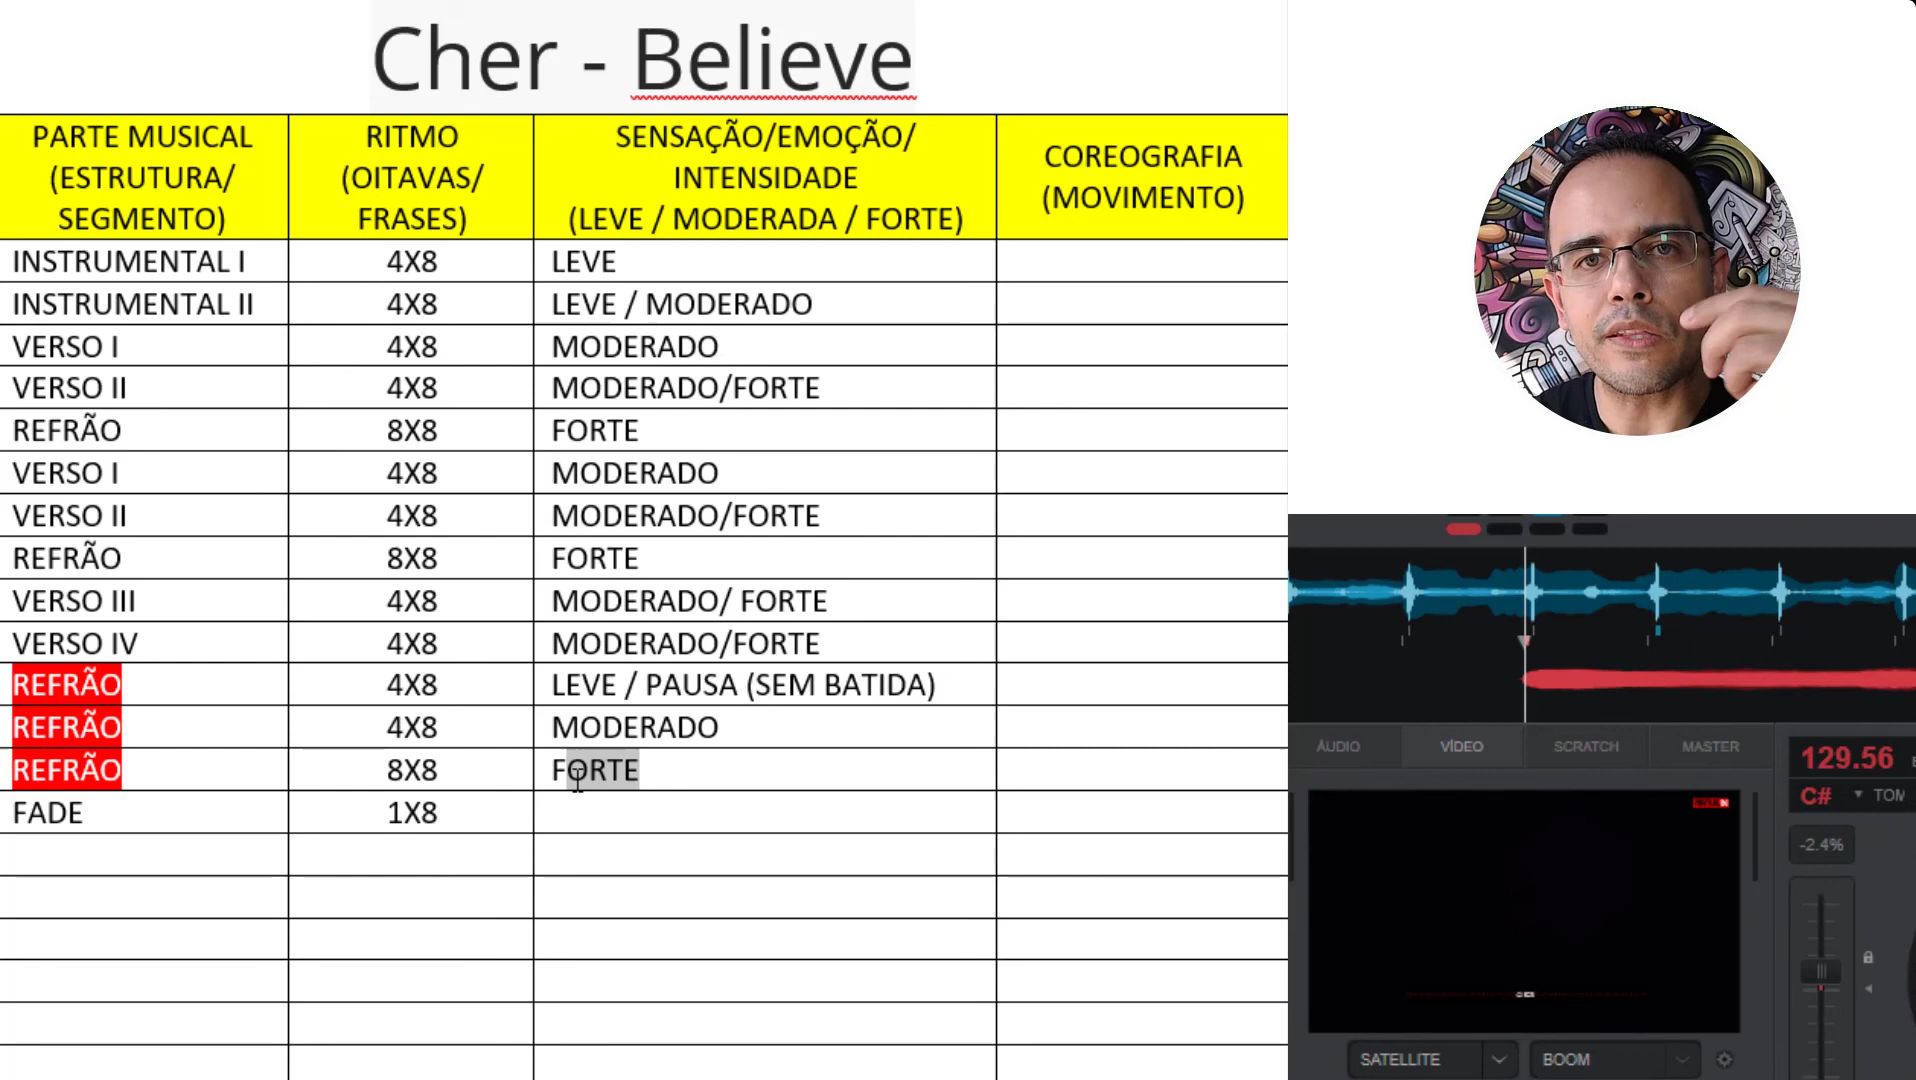 Cher - Believe
PARTE MUSICAL
(ESTRUTURA/
SEGMENTO)
RITMO
(OITAVAS/
FRASES)
SENSAÇÃO/EMOÇÃO/
INTENSIDADE
(LEVE / MODERADA / FORTE)
COREOGRAFIA
(MOVIMENTO)
INSTRUMENTAL I 4X8 LEVE
INSTRUMENTAL II 4X8 LEVE / MODERADO
VERSO I 4X8 MODERADO
VERSO II 4X8 MODERADO/FORTE
REFRÃO 8X8 FORTE
VERSO I 4X8 MODERADO
VERSO II 4X8 MODERADO/FORTE
REFRÃO 8X8 FORTE
VERSO III 4X8 MODERADO/ FORTE
VERSO IV 4X8 MODERADO/FORTE
REFRÃO 4X8 LEVE / PAUSA (SEM BATIDA)
REFRÃO 4X8 MODERADO
REFRÃO 8X8 FORTE
FADE 1X8
ÁUDIO VÍDEO SCRATCH MASTER
129.56
C# TOM
-2.4%
SATELLITE BOOM